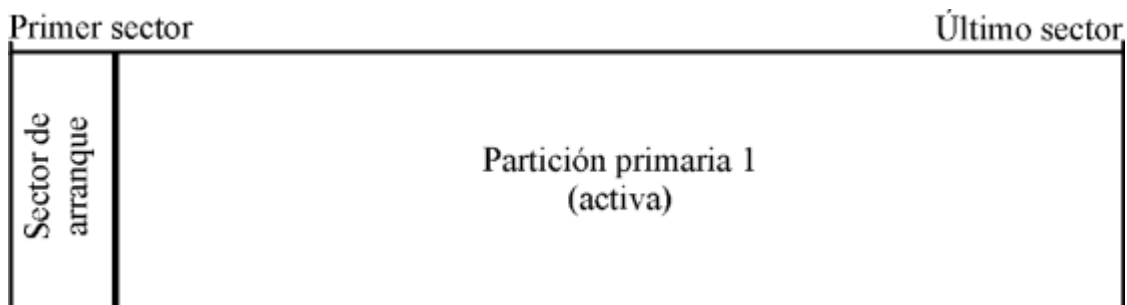 Primer sector
Último sector
Sector de
arranque
Partición primaria 1
(activa)